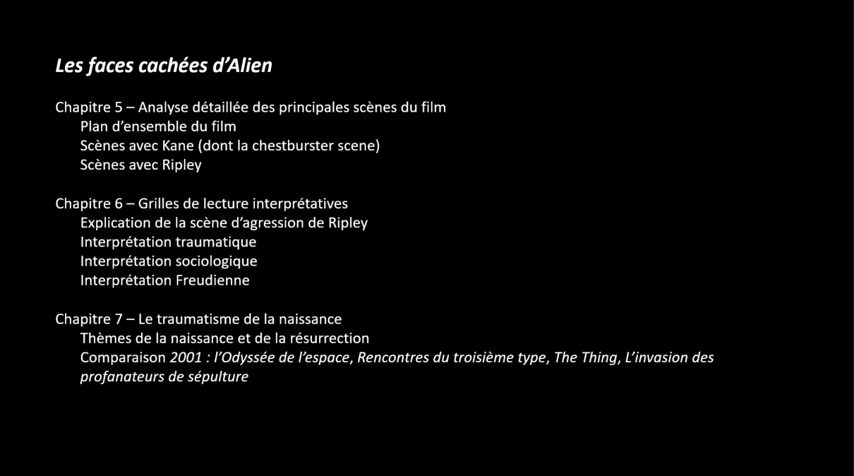 Les faces cachées d’Alien
Chapitre 5 – Analyse détaillée des principales scènes du film
Plan d’ensemble du film
Scènes avec Kane (dont la chestburster scene)
Scènes avec Ripley
Chapitre 6 – Grilles de lecture interprétatives
Explication de la scène d’agression de Ripley
Interprétation traumatique
Interprétation sociologique
Interprétation Freudienne
Chapitre 7 – Le traumatisme de la naissance
Thèmes de la naissance et de la résurrection
Comparaison 2001 : l’Odyssée de l’espace, Rencontres du troisième type, The Thing, L’invasion des
profanateurs de sépulture